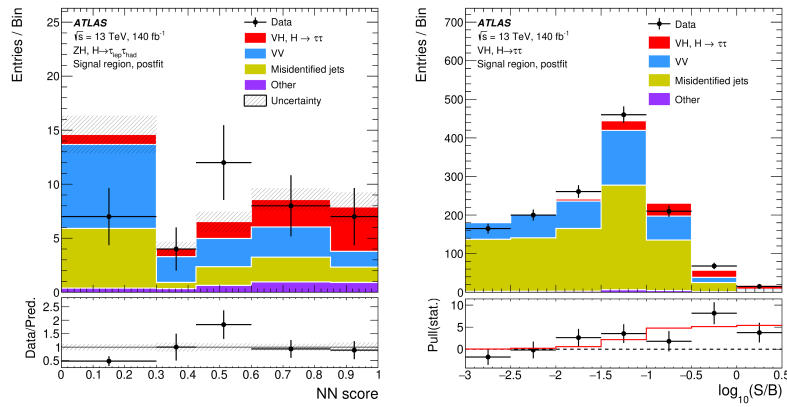 Entries / Bin
ATLAS
√s = 13 TeV, 140 fb⁻¹
ZH, H→τ_lep τ_had
Signal region, postfit
Data
VH, H → ττ
VV
Misidentified jets
Other
Uncertainty
25
20
15
10
5
0
Data/Pred.
2.5
2
1.5
1
0.5
0 0.1 0.2 0.3 0.4 0.5 0.6 0.7 0.8 0.9 1
NN score
Entries / Bin
ATLAS
√s = 13 TeV, 140 fb⁻¹
VH, H→ττ
Signal region, postfit
Data
VH, H → ττ
VV
Misidentified jets
Other
700
600
500
400
300
200
100
0
Pull(stat.)
10
5
0
−3 −2.5 −2 −1.5 −1 −0.5 0 0.5
log₁₀(S/B)